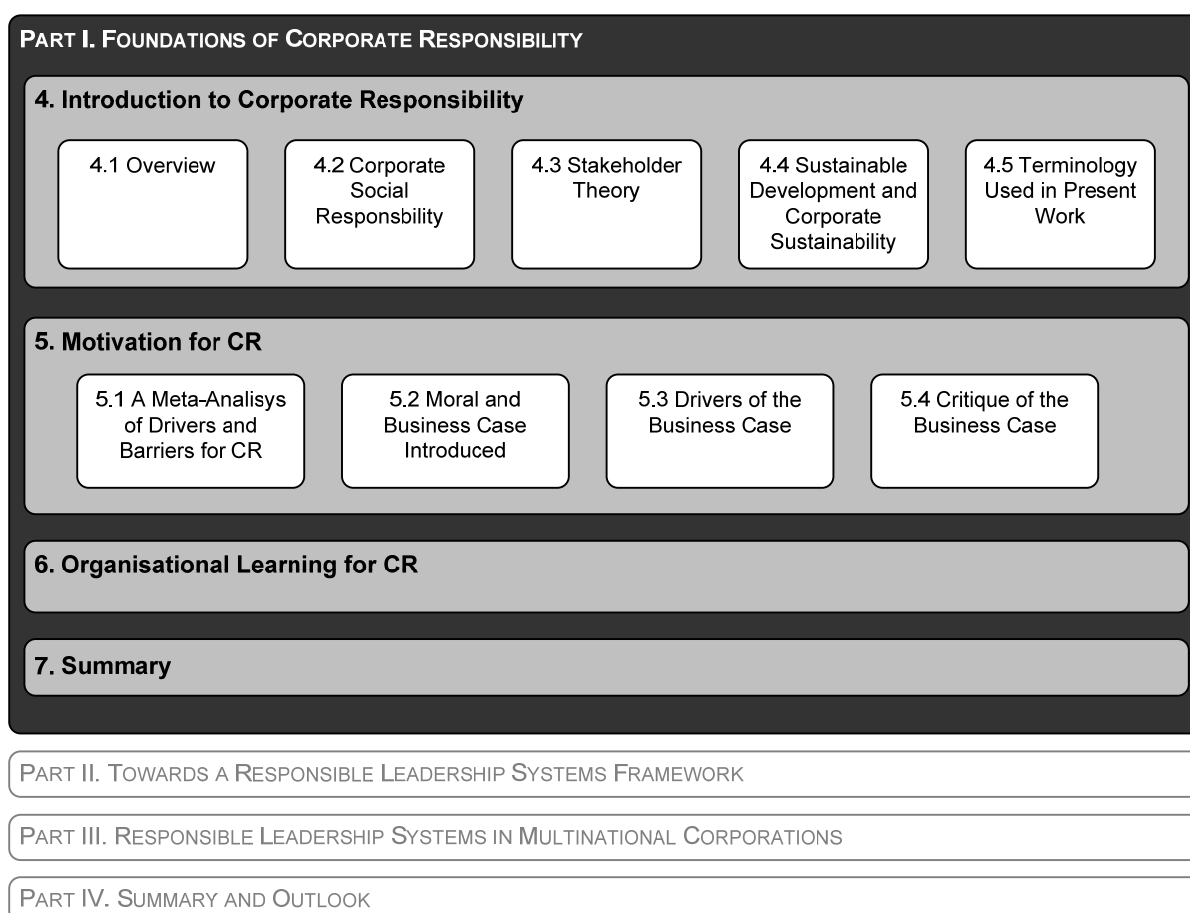 PART I. FOUNDATIONS OF CORPORATE RESPONSIBILITY
4. Introduction to Corporate Responsibility
4.1 Overview
4.2 Corporate
Social
Responsbility
4.3 Stakeholder
Theory
4.4 Sustainable
Development and
Corporate
Sustainability
4.5 Terminology
Used in Present
Work
5. Motivation for CR
5.1 A Meta-Analisys
of Drivers and
Barriers for CR
5.2 Moral and
Business Case
Introduced
5.3 Drivers of the
Business Case
5.4 Critique of the
Business Case
6. Organisational Learning for CR
7. Summary
PART II. TOWARDS A RESPONSIBLE LEADERSHIP SYSTEMS FRAMEWORK
PART III. RESPONSIBLE LEADERSHIP SYSTEMS IN MULTINATIONAL CORPORATIONS
PART IV. SUMMARY AND OUTLOOK